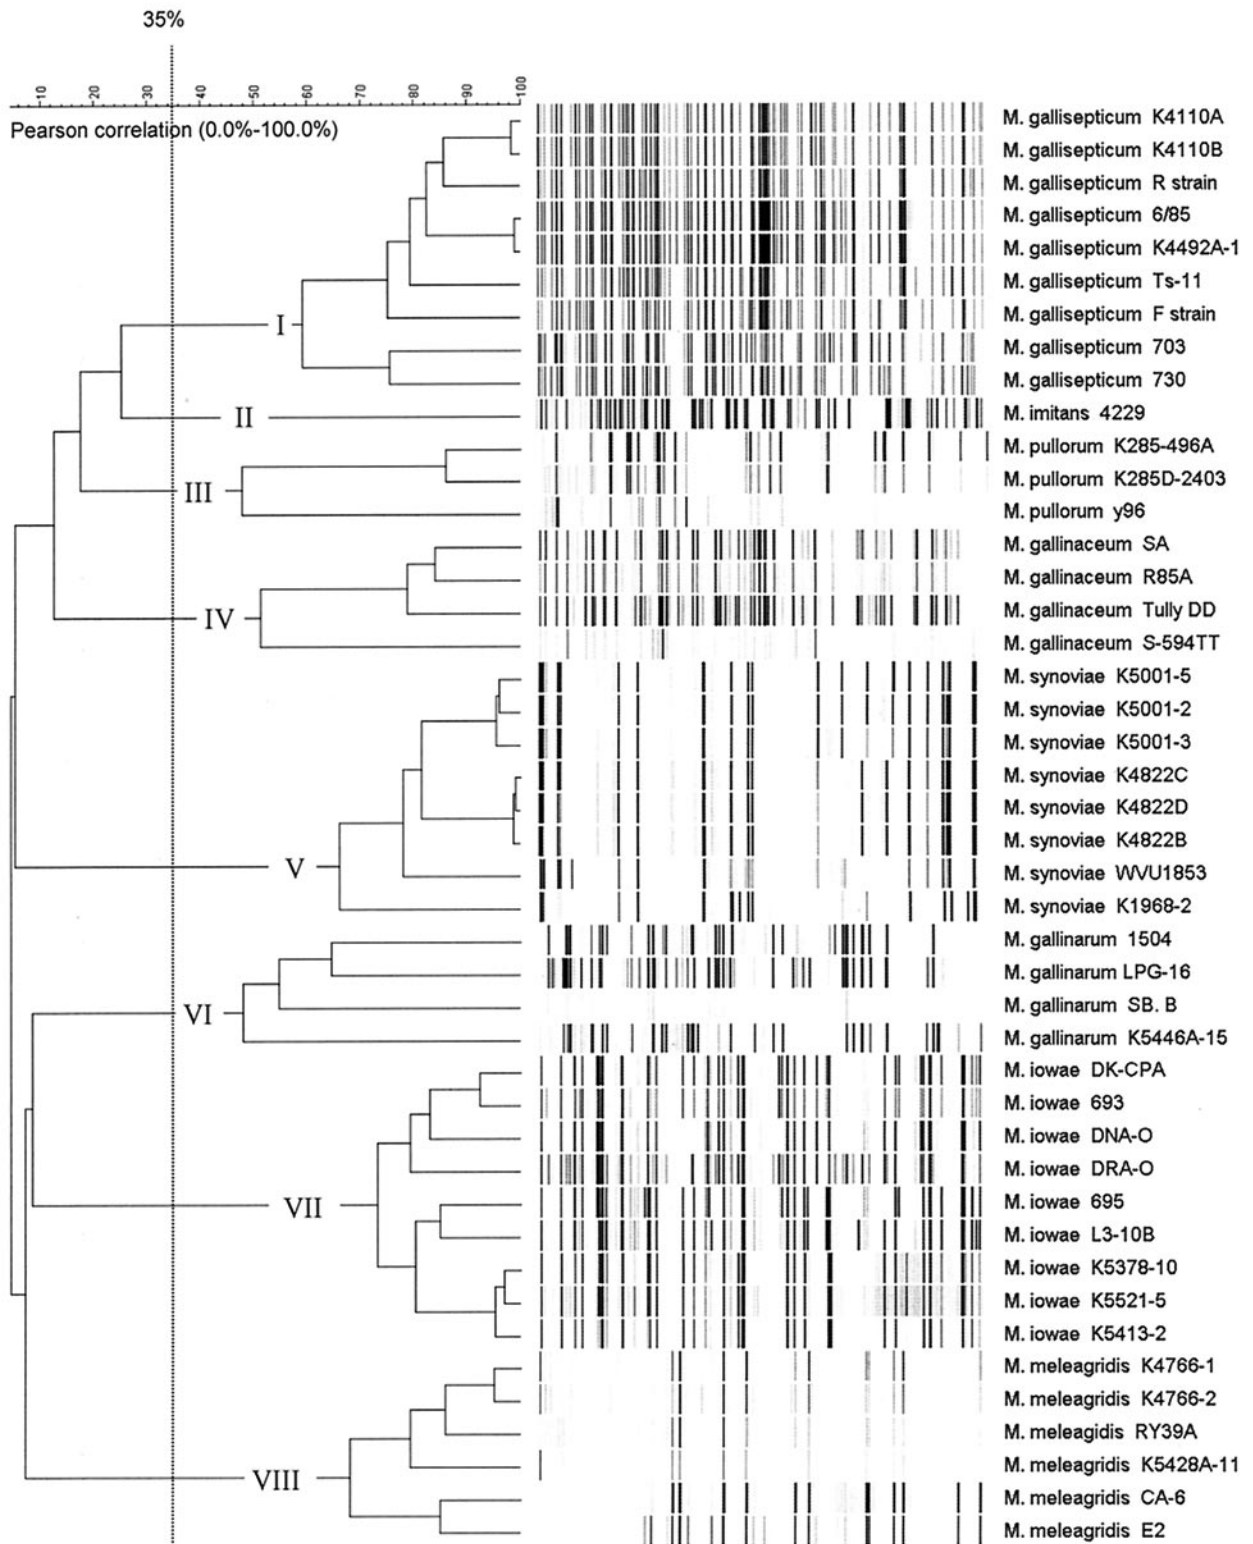 35%
10 20 30 40 50 60 70 80 90 100
Pearson correlation (0.0%-100.0%)
M. gallisepticum K4110A
M. gallisepticum K4110B
M. gallisepticum R strain
M. gallisepticum 6/85
M. gallisepticum K4492A-1
M. gallisepticum Ts-11
M. gallisepticum F strain
I
M. gallisepticum 703
M. gallisepticum 730
II
M. imitans 4229
M. pullorum K285-496A
M. pullorum K285D-2403
III
M. pullorum y96
M. gallinaceum SA
M. gallinaceum R85A
M. gallinaceum Tully DD
IV
M. gallinaceum S-594TT
M. synoviae K5001-5
M. synoviae K5001-2
M. synoviae K5001-3
M. synoviae K4822C
M. synoviae K4822D
M. synoviae K4822B
V
M. synoviae WVU1853
M. synoviae K1968-2
M. gallinarum 1504
M. gallinarum LPG-16
M. gallinarum SB. B
VI
M. gallinarum K5446A-15
M. iowae DK-CPA
M. iowae 693
M. iowae DNA-O
M. iowae DRA-O
VII
M. iowae 695
M. iowae L3-10B
M. iowae K5378-10
M. iowae K5521-5
M. iowae K5413-2
M. meleagridis K4766-1
M. meleagridis K4766-2
M. meleagidis RY39A
M. meleagridis K5428A-11
VIII
M. meleagridis CA-6
M. meleagridis E2